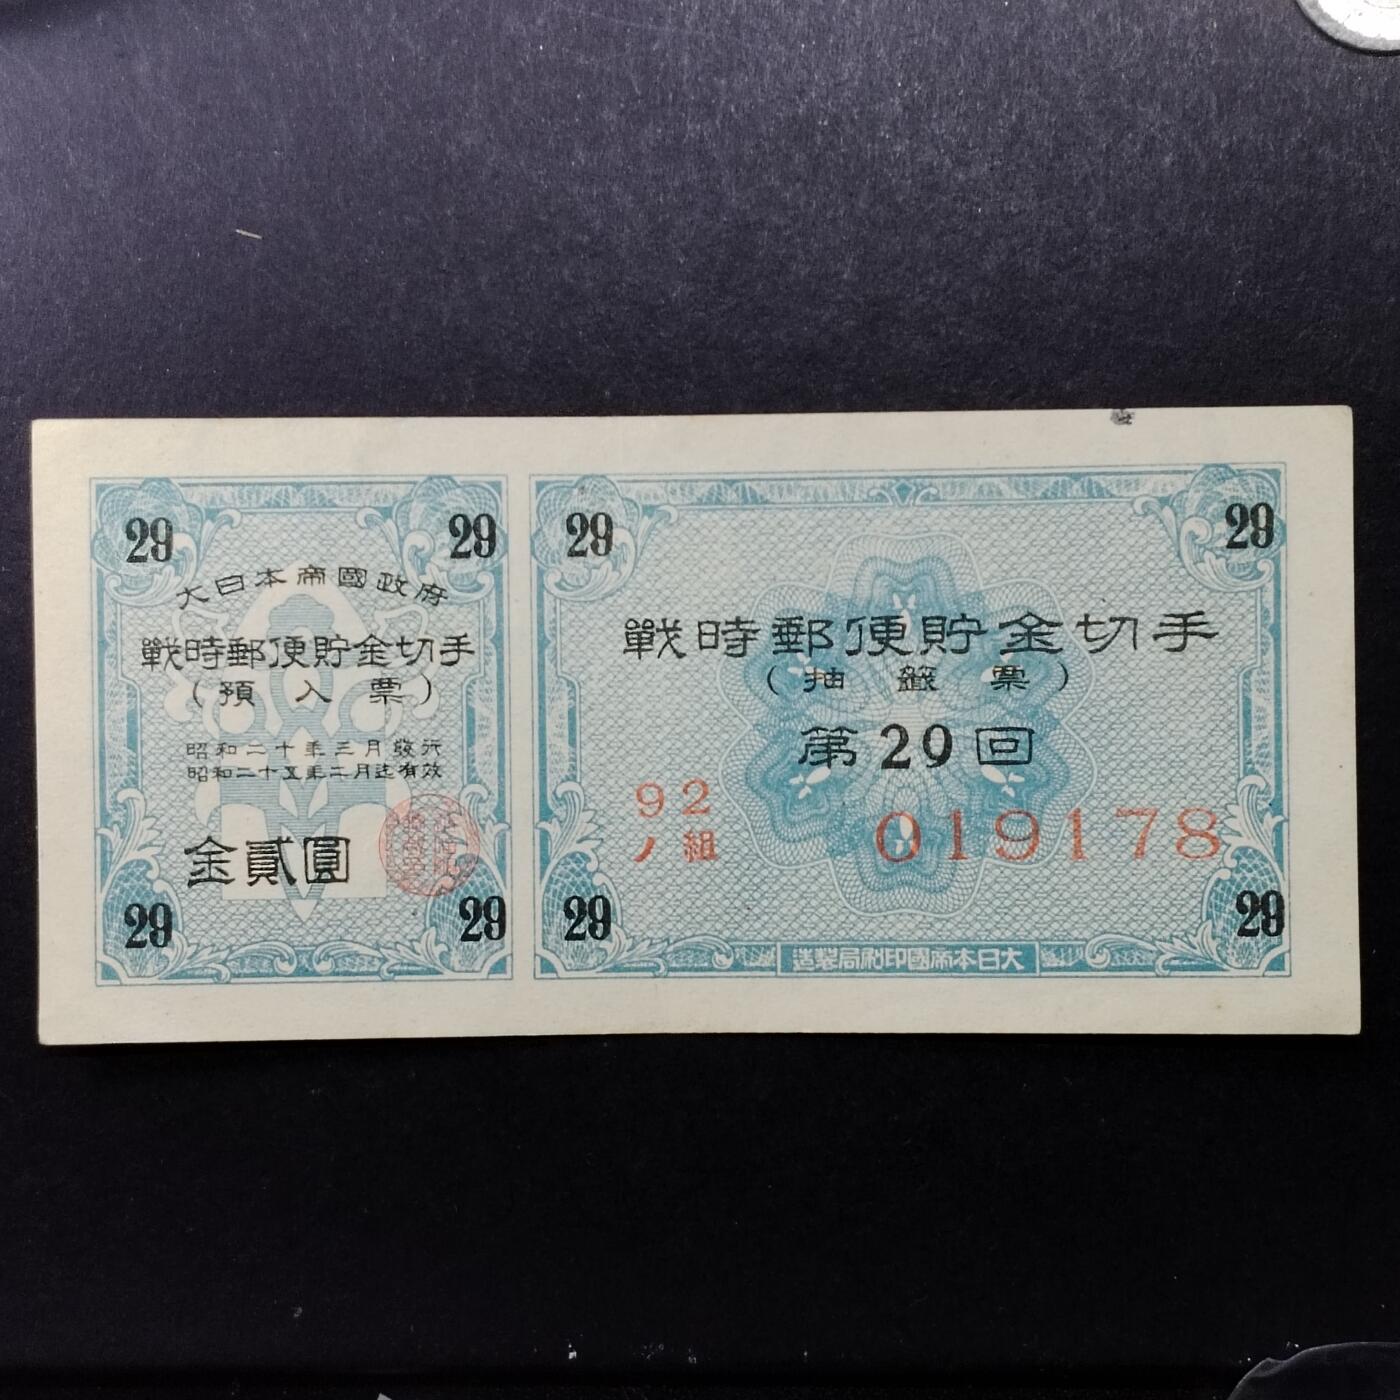 29 29
大日本帝國政府
戰時郵便貯金切手
(預入票)
昭和二十年三月發行
昭和二十五年二月迄有效
金貳圓
29 29
29 29
戰時郵便貯金切手
(抽籤票)
第29回
92
ノ組
019178
29 29
造製局刷印國帝本日大